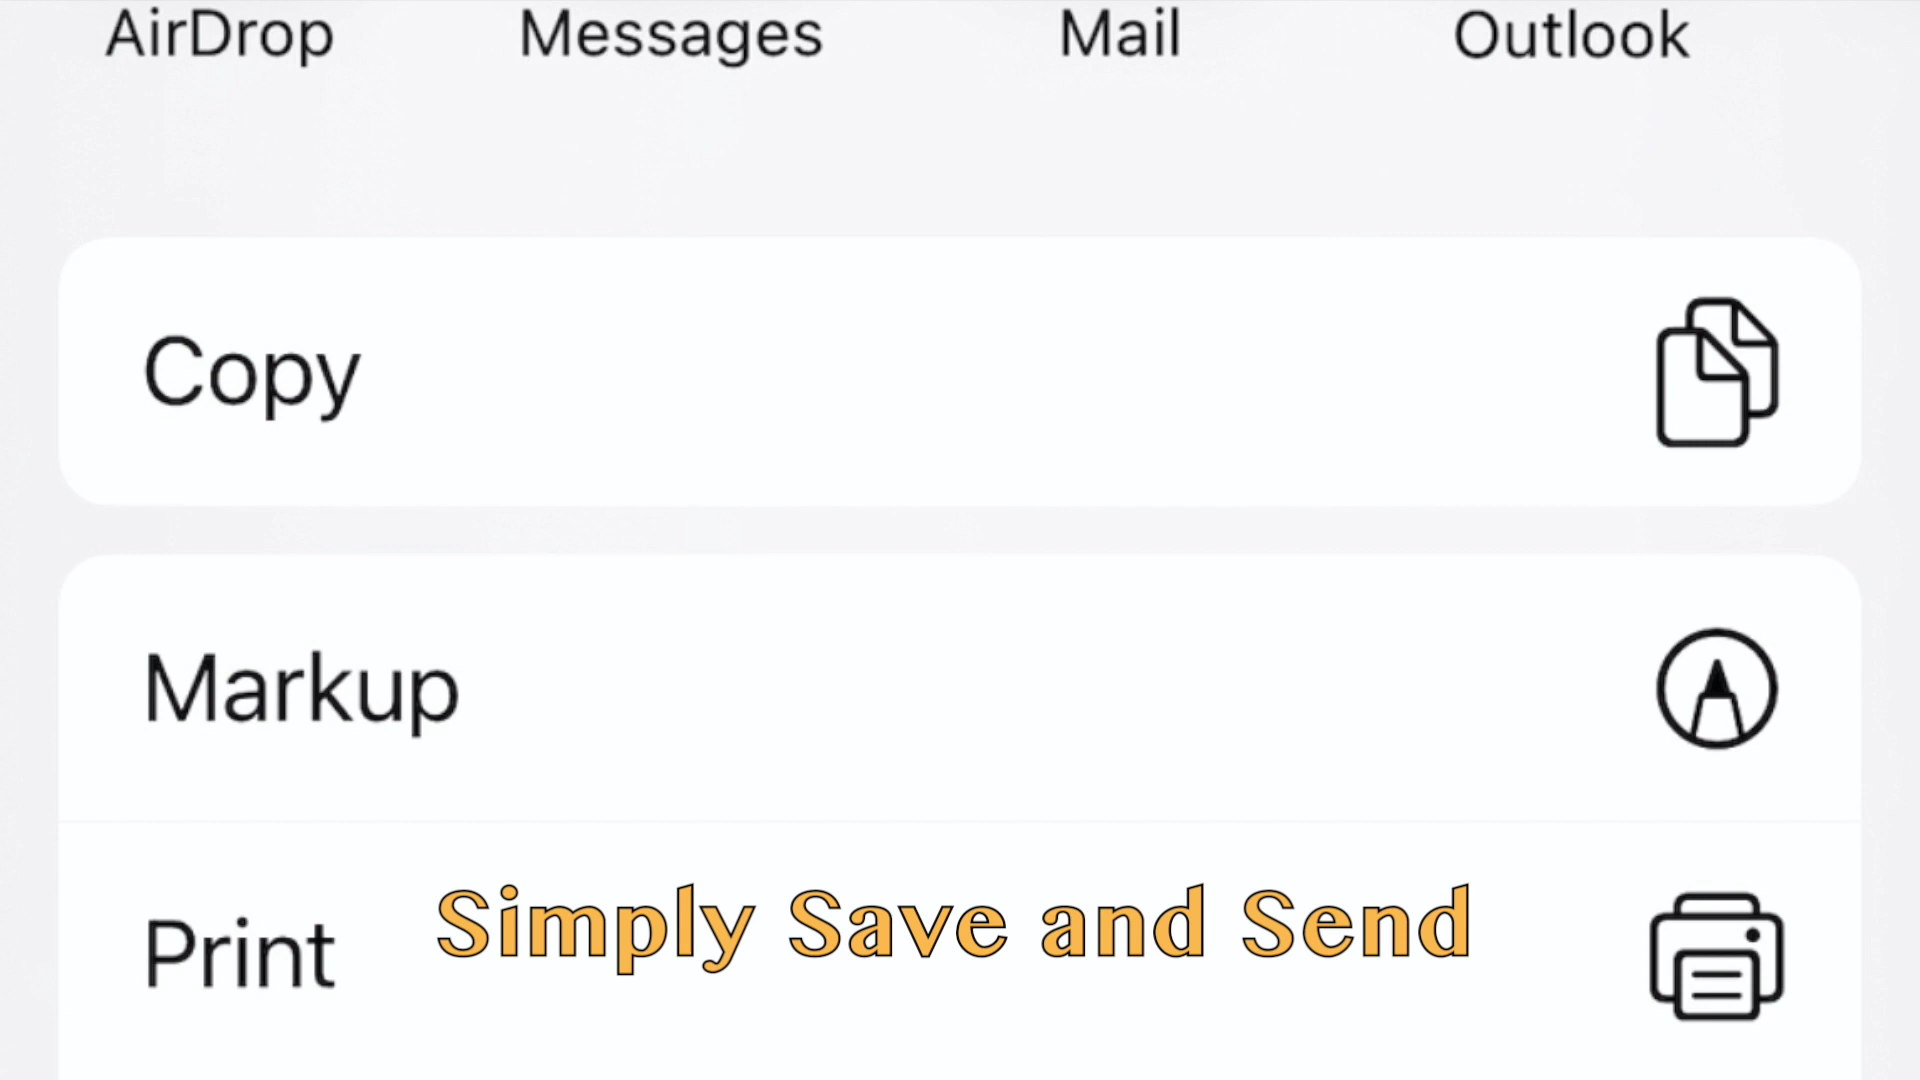 AirDrop Messages Mail Outlook
Copy
Markup
Print
Simply Save and Send